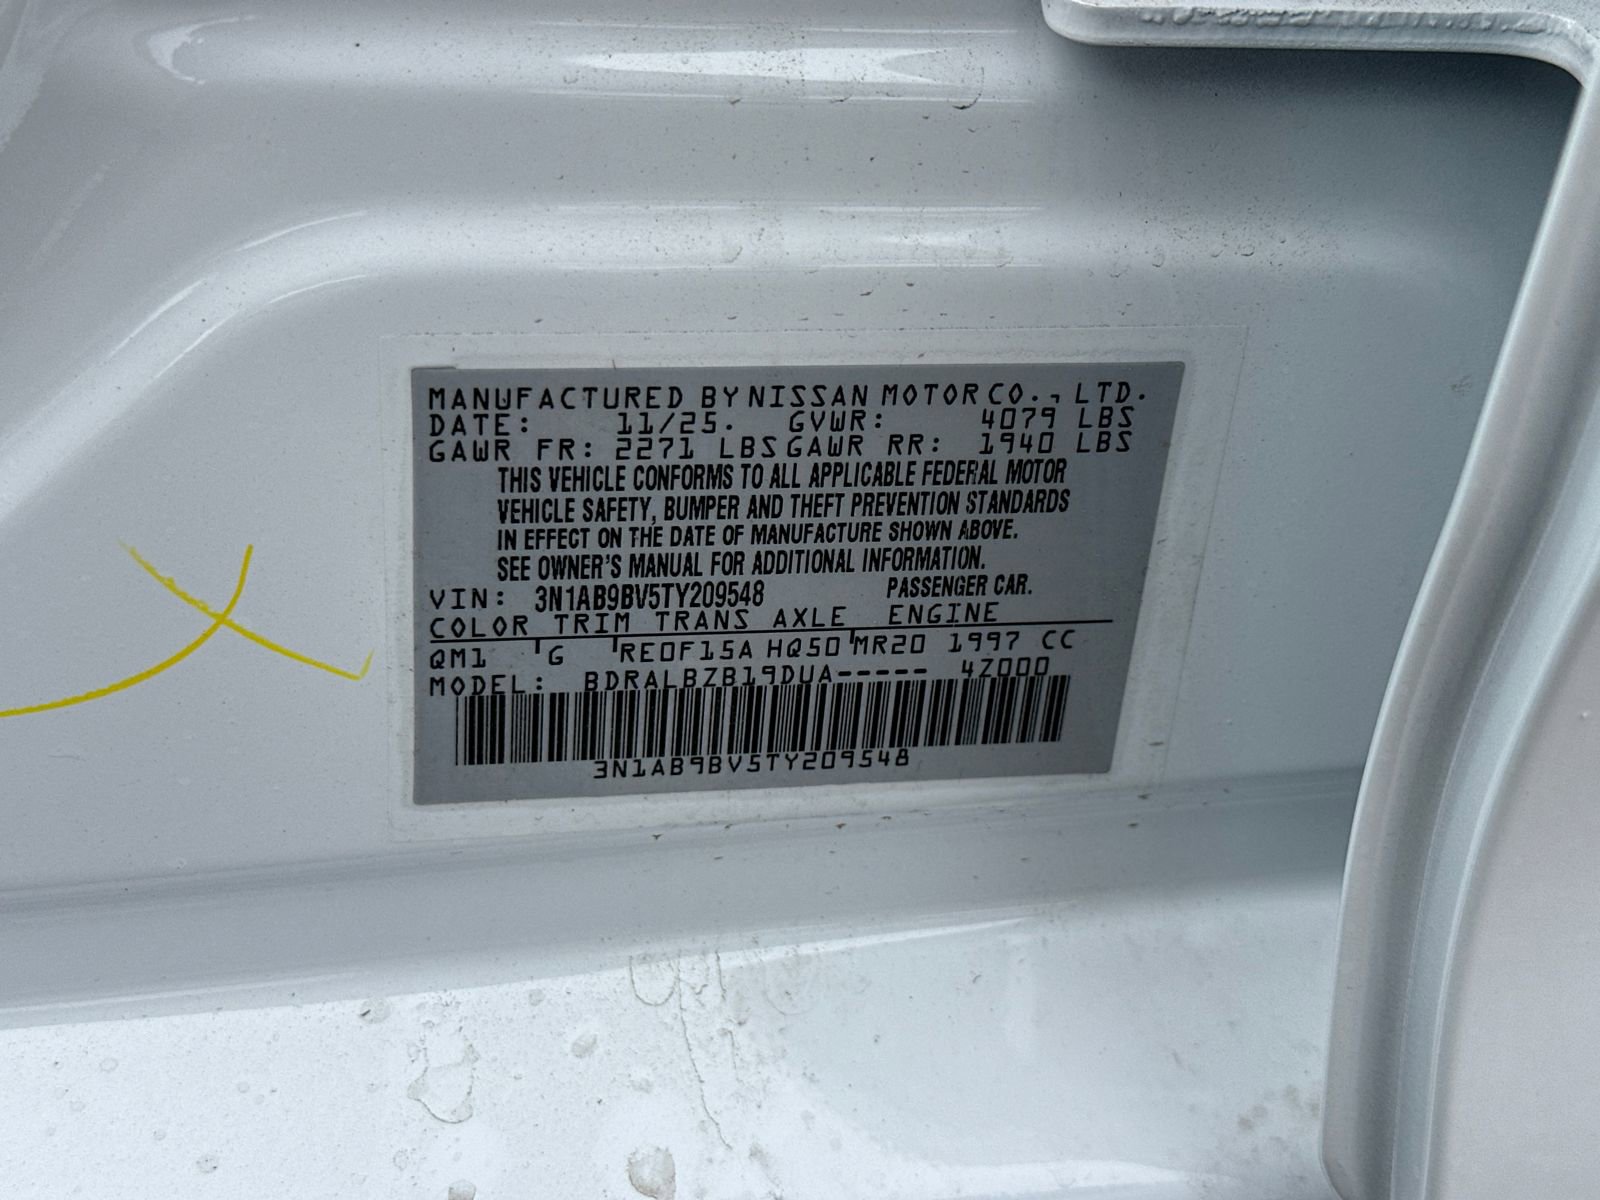 MANUFACTURED BY NISSAN MOTOR CO., LTD.
DATE: 11/25. GVWR: 4079 LBS
GAWR FR: 2271 LBS GAWR RR: 1940 LBS
THIS VEHICLE CONFORMS TO ALL APPLICABLE FEDERAL MOTOR
VEHICLE SAFETY, BUMPER AND THEFT PREVENTION STANDARDS
IN EFFECT ON THE DATE OF MANUFACTURE SHOWN ABOVE.
SEE OWNER'S MANUAL FOR ADDITIONAL INFORMATION.
VIN: 3N1AB9BV5TY209548 PASSENGER CAR.
COLOR TRIM TRANS AXLE ENGINE
QM1 G RE0F15A HQ50 MR20 1997 CC
MODEL: BDRALBZB19DUA----- 4Z000
3N1AB9BV5TY209548